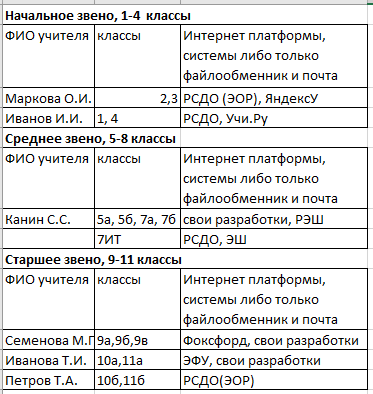 Начальное звено, 1-4 классы
ФИО учителя классы Интернет платформы,
системы либо только
файлообменник и почта
Маркова О.И. 2,3 РСДО (ЭОР), ЯндексУ
Иванов И.И. 1, 4 РСДО, Учи.Ру
Среднее звено, 5-8 классы
ФИО учителя классы Интернет платформы,
системы либо только
файлообменник и почта
Канин С.С. 5а, 5б, 7а, 7б свои разработки, РЭШ
7ИТ РСДО, ЭШ
Старшее звено, 9-11 классы
ФИО учителя классы Интернет платформы,
системы либо только
файлообменник и почта
Семенова М.Г 9а,9б,9в Фоксфорд, свои разработки
Иванова Т.И. 10а,11а ЭФУ, свои разработки
Петров Т.А. 10б,11б РСДО(ЭОР)